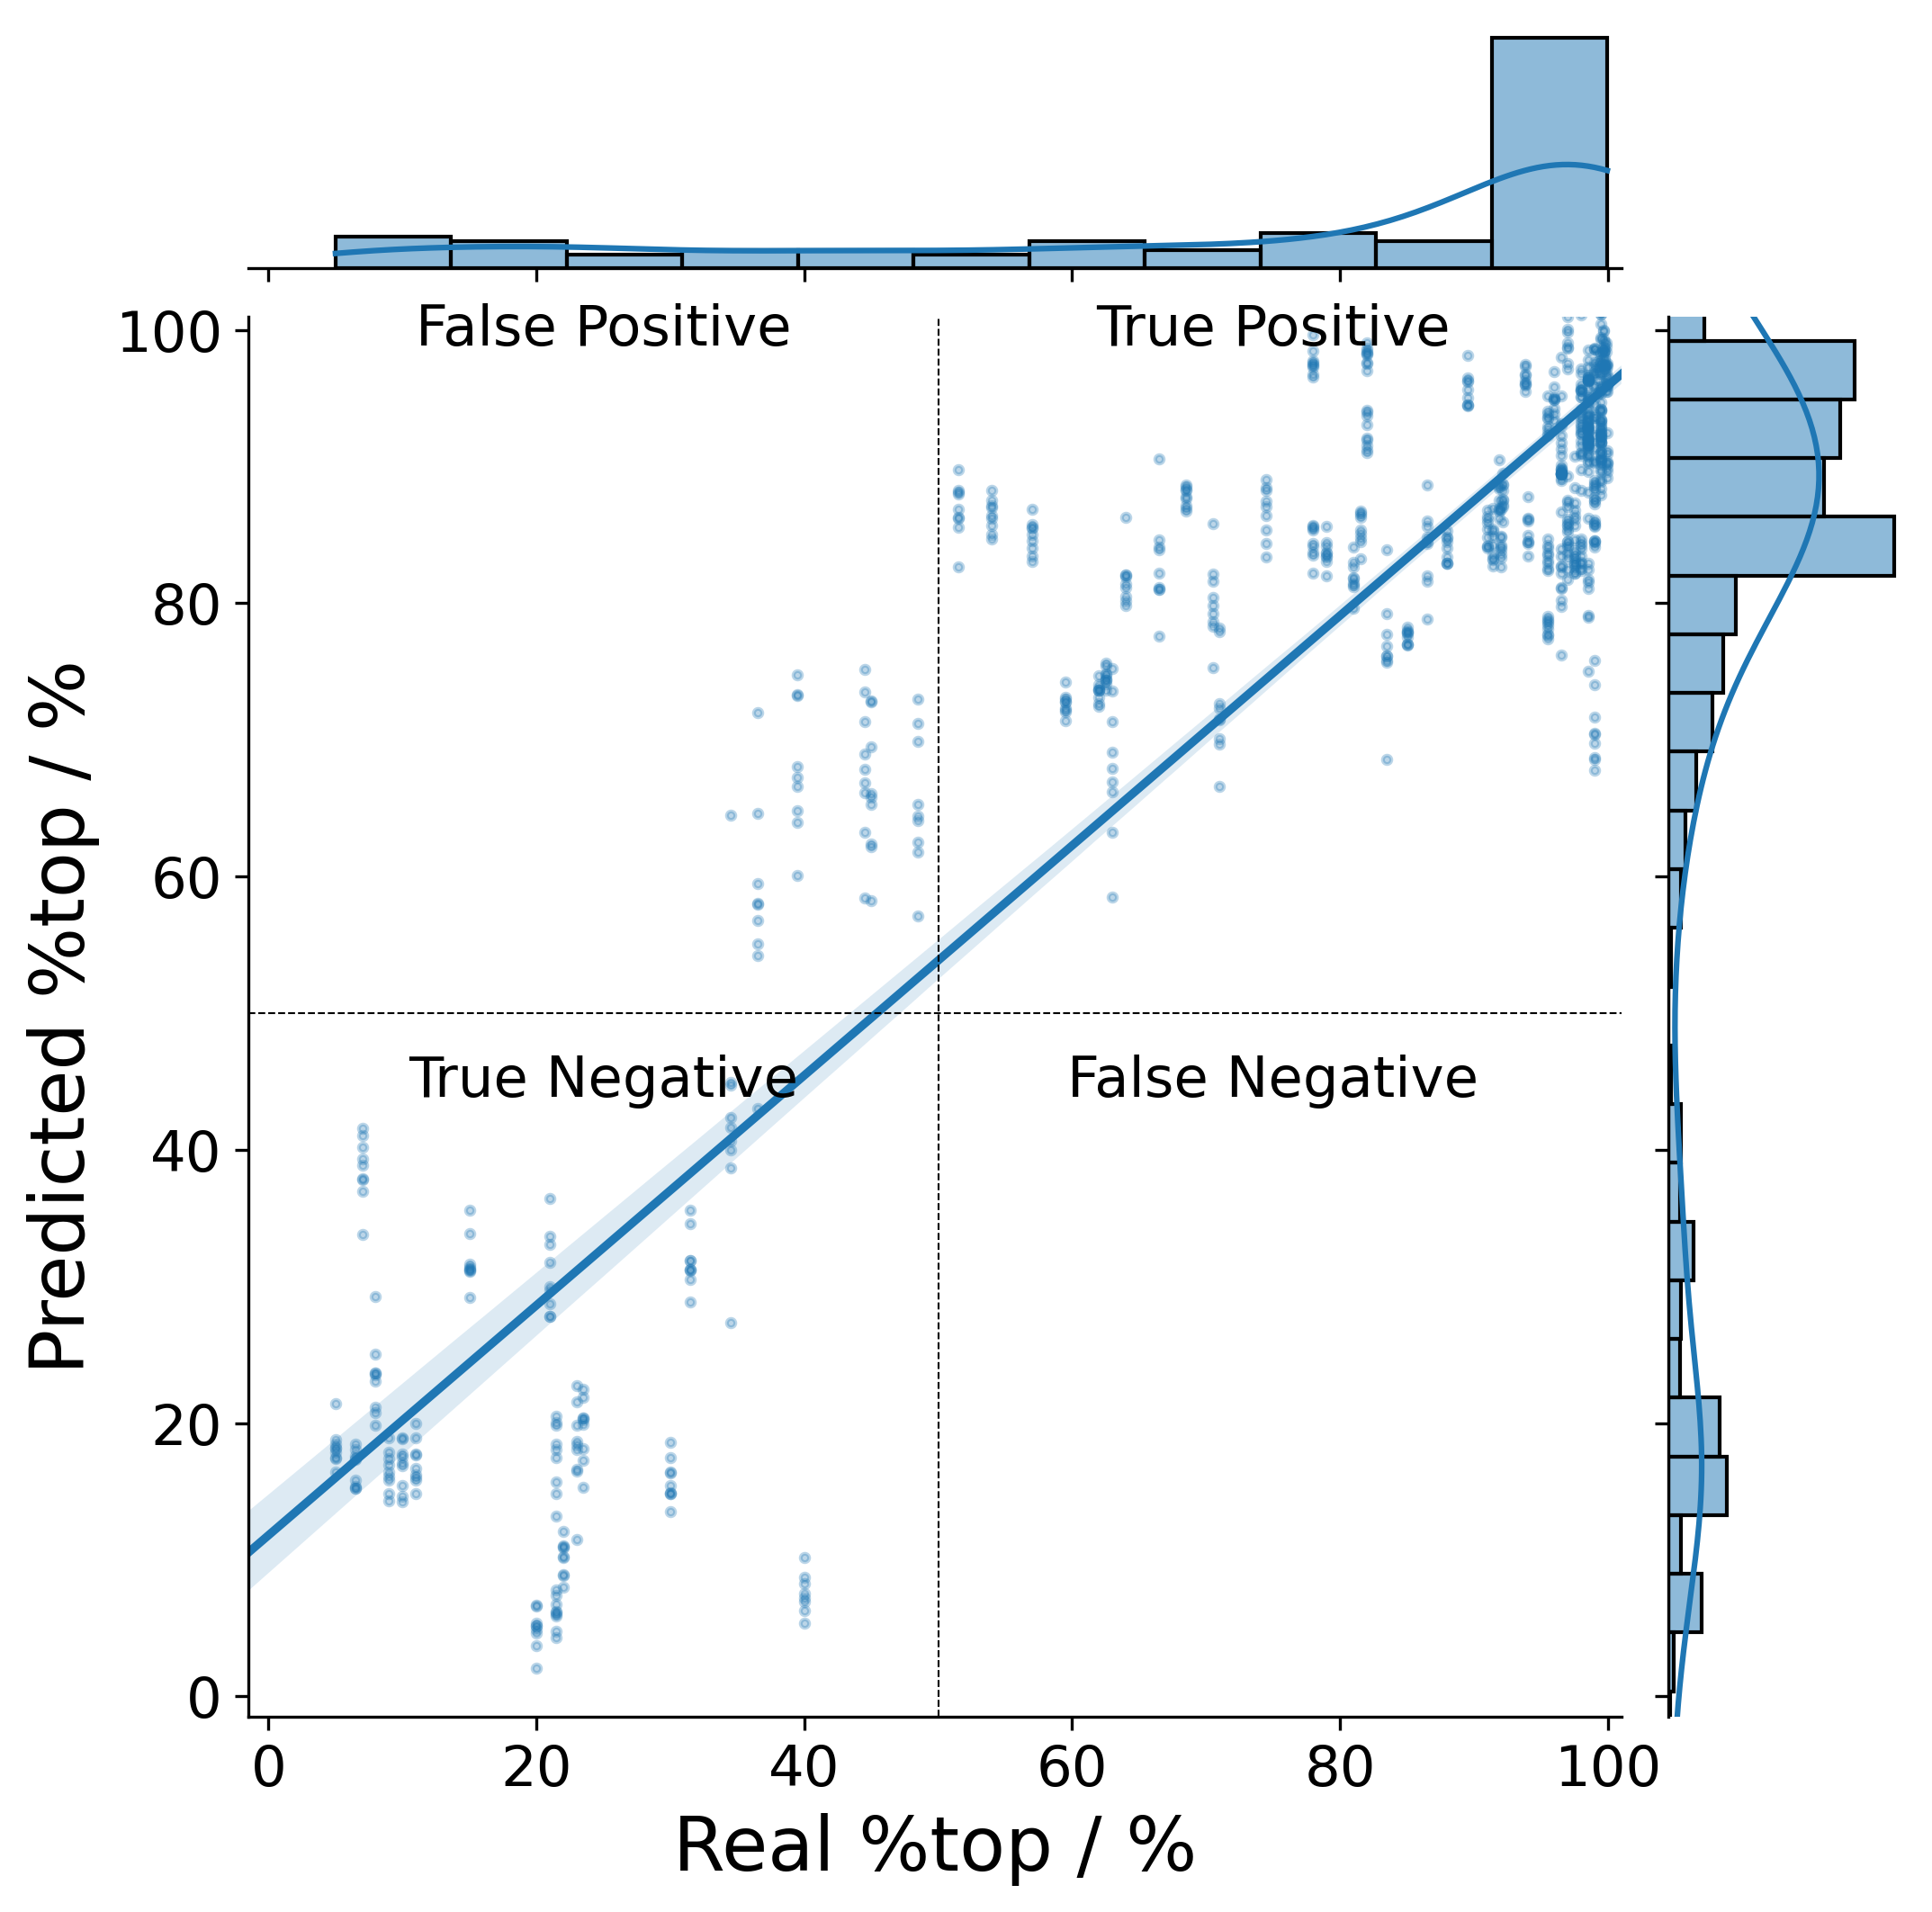 False Positive
True Positive
100
80
60
40
20
0
True Negative
False Negative
Predicted %top / %
0
20
40
60
80
100
Real %top / %